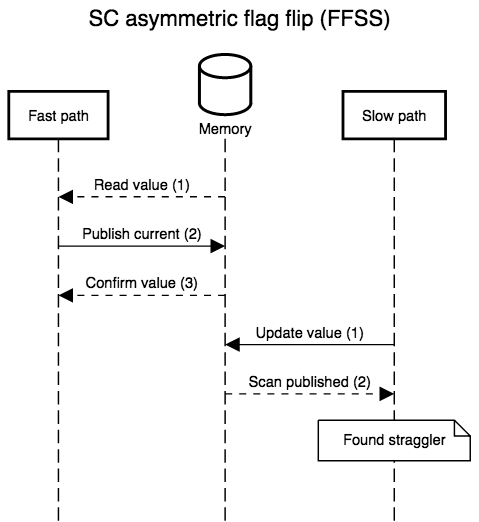 SC asymmetric flag flip (FFSS)
Fast path
Memory
Slow path
Read value (1)
Publish current (2)
Confirm value (3)
Update value (1)
Scan published (2)
Found straggler